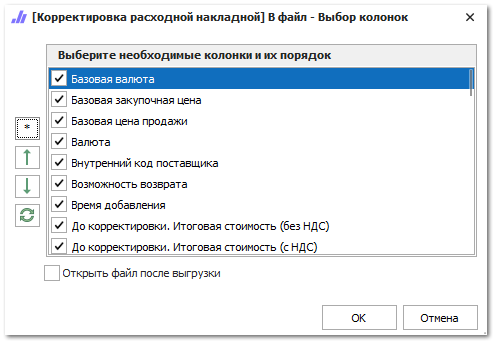 [Корректировка расходной накладной] В файл - Выбор колонок
Выберите необходимые колонки и их порядок
Базовая валюта
Базовая закупочная цена
Базовая цена продажи
Валюта
Внутренний код поставщика
Возможность возврата
Время добавления
До корректировки. Итоговая стоимость (без НДС)
До корректировки. Итоговая стоимость (с НДС)
*
Открыть файл после выгрузки
ОК
Отмена